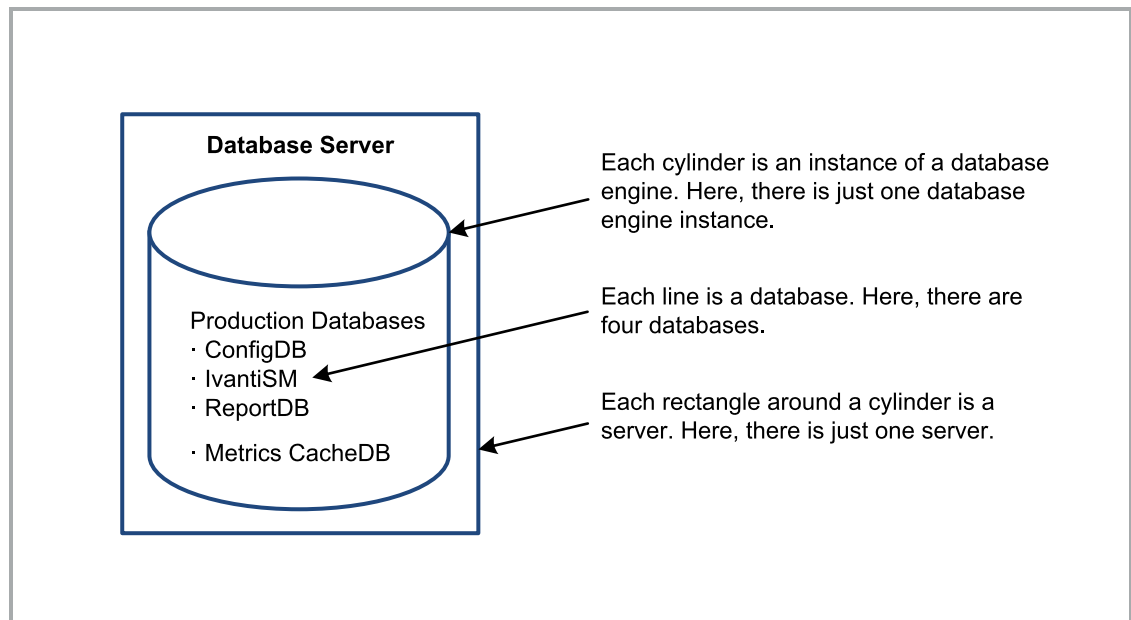 Database Server
Each cylinder is an instance of a database
engine. Here, there is just one database
engine instance.
Each line is a database. Here, there are
four databases.
Production Databases
· ConfigDB
· IvantiSM
· ReportDB
· Metrics CacheDB
Each rectangle around a cylinder is a
server. Here, there is just one server.